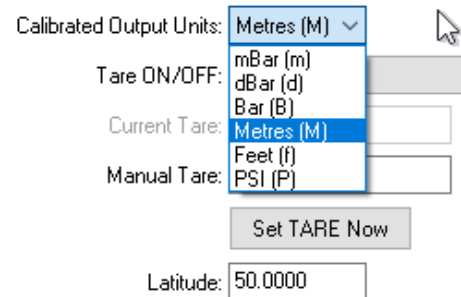 Calibrated Output Units: Metres (M)
mBar (m)
Tare ON/OFF: dBar (d)
Bar (B)
Current Tare: Metres (M)
Feet (f)
Manual Tare: PSI (P)
Set TARE Now
Latitude: 50.0000